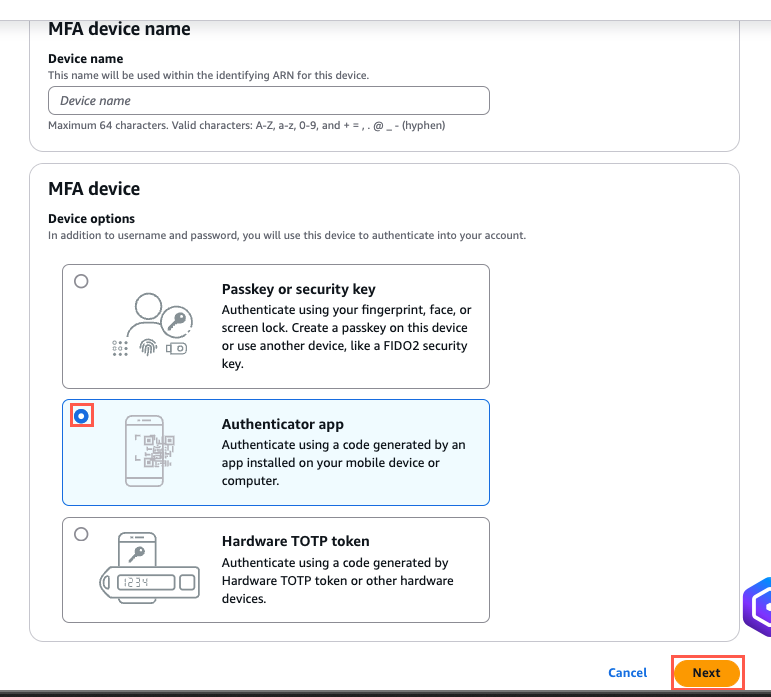 MFA device name
Device name
This name will be used within the identifying ARN for this device.
Device name
Maximum 64 characters. Valid characters: A-Z, a-z, 0-9, and + = , . @ _ - (hyphen)
MFA device
Device options
In addition to username and password, you will use this device to authenticate into your account.
Passkey or security key
Authenticate using your fingerprint, face, or
screen lock. Create a passkey on this device
or use another device, like a FIDO2 security
key.
Authenticator app
Authenticate using a code generated by an
app installed on your mobile device or
computer.
Hardware TOTP token
1234
Authenticate using a code generated by
Hardware TOTP token or other hardware
devices.
Cancel
Next